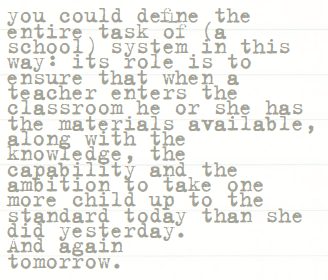 you could define the
entire task of (a
school) system in this
way: its role is to
ensure that when a
teacher enters the
classroom he or she has
the materials available,
along with the
knowledge, the
capability and the
ambition to take one
more child up to the
standard today than she
did yesterday.
And again
tomorrow.